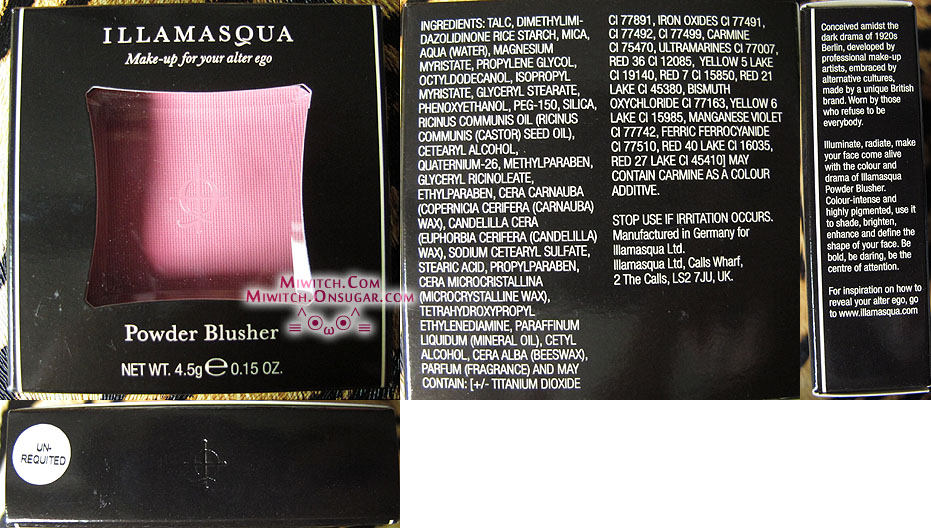 ILLAMASQUA
Make-up for your alter ego
Miwitch.Com
Miwitch.Onsugar.com
Powder Blusher
NET WT. 4.5g ℮ 0.15 OZ.
INGREDIENTS: TALC, DIMETHYLIMI-
DAZOLIDINONE RICE STARCH, MICA,
AQUA (WATER), MAGNESIUM
MYRISTATE, PROPYLENE GLYCOL,
OCTYLDODECANOL, ISOPROPYL
MYRISTATE, GLYCERYL STEARATE,
PHENOXYETHANOL, PEG-150, SILICA,
RICINUS COMMUNIS OIL (RICINUS
COMMUNIS (CASTOR) SEED OIL),
CETEARYL ALCOHOL,
QUATERNIUM-26, METHYLPARABEN,
GLYCERYL RICINOLEATE,
ETHYLPARABEN, CERA CARNAUBA
(COPERNICIA CERIFERA (CARNAUBA)
WAX), CANDELILLA CERA
(EUPHORBIA CERIFERA (CANDELILLA)
WAX), SODIUM CETEARYL SULFATE,
STEARIC ACID, PROPYLPARABEN,
CERA MICROCRISTALLINA
(MICROCRYSTALLINE WAX),
TETRAHYDROXYPROPYL
ETHYLENEDIAMINE, PARAFFINUM
LIQUIDUM (MINERAL OIL), CETYL
ALCOHOL, CERA ALBA (BEESWAX),
PARFUM (FRAGRANCE) AND MAY
CONTAIN: [+/- TITANIUM DIOXIDE
CI 77891, IRON OXIDES CI 77491,
CI 77492, CI 77499, CARMINE
CI 75470, ULTRAMARINES CI 77007,
RED 36 CI 12085, YELLOW 5 LAKE
CI 19140, RED 7 CI 15850, RED 21
LAKE CI 45380, BISMUTH
OXYCHLORIDE CI 77163, YELLOW 6
LAKE CI 15985, MANGANESE VIOLET
CI 77742, FERRIC FERROCYANIDE
CI 77510, RED 40 LAKE CI 16035,
RED 27 LAKE CI 45410] MAY
CONTAIN CARMINE AS A COLOUR
ADDITIVE.
STOP USE IF IRRITATION OCCURS.
Manufactured in Germany for
Illamasqua Ltd.
Illamasqua Ltd, Calls Wharf,
2 The Calls, LS2 7JU, UK.
Conceived amidst the
dark drama of 1920s
Berlin, developed by
professional make-up
artists, embraced by
alternative cultures,
made by a unique British
brand. Worn by those
who refuse to be
everybody.
Illuminate, radiate, make
your face come alive
with the colour and
drama of Illamasqua
Powder Blusher.
Colour-intense and
highly pigmented, use it
to shade, brighten,
enhance and define the
shape of your face. Be
bold, be daring, be the
centre of attention.
For inspiration on how to
reveal your alter ego, go
to www.illamasqua.com
UN-
REQUITED